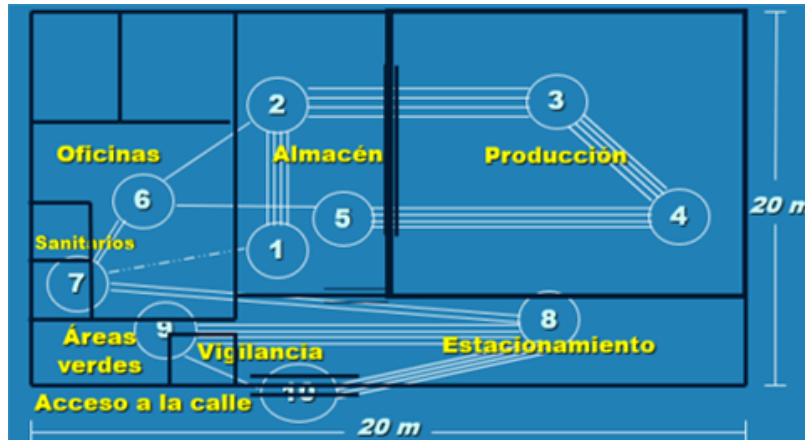 2
3
Oficinas
Almacén
Producción
6
5
4
20 m
Sanitarios
1
7
8
9
Áreas
verdes
Vigilancia
Estacionamiento
10
Acceso a la calle
20 m